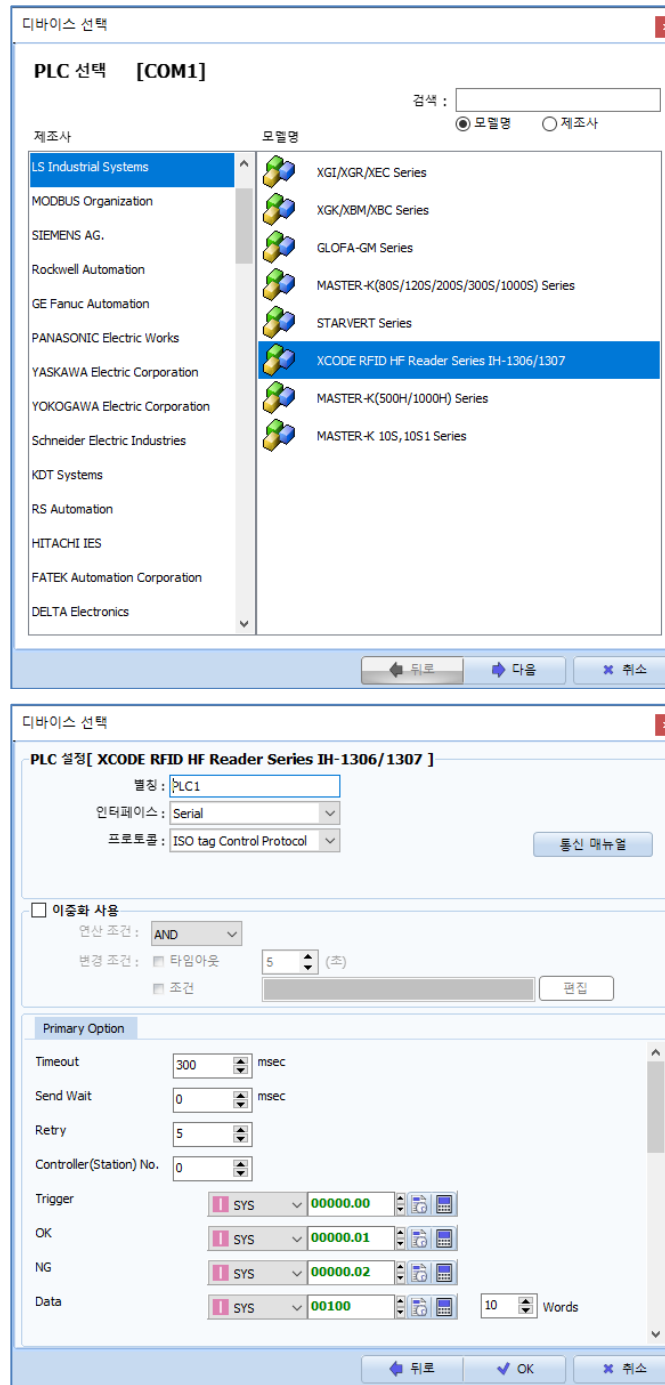 디바이스 선택
PLC 선택 [COM1]
검색 :
모델명 제조사
제조사 모델명
LS Industrial Systems
MODBUS Organization
SIEMENS AG.
Rockwell Automation
GE Fanuc Automation
PANASONIC Electric Works
YASKAWA Electric Corporation
YOKOGAWA Electric Corporation
Schneider Electric Industries
KDT Systems
RS Automation
HITACHI IES
FATEK Automation Corporation
DELTA Electronics
XGI/XGR/XEC Series
XGK/XBM/XBC Series
GLOFA-GM Series
MASTER-K(80S/120S/200S/300S/1000S) Series
STARVERT Series
XCODE RFID HF Reader Series IH-1306/1307
MASTER-K(500H/1000H) Series
MASTER-K 10S,10S1 Series
뒤로 다음 취소
디바이스 선택
PLC 설정[ XCODE RFID HF Reader Series IH-1306/1307 ]
별칭 : PLC1
인터페이스 : Serial
프로토콜 : ISO tag Control Protocol 통신 매뉴얼
이중화 사용
연산 조건 : AND
변경 조건 : 타임아웃 5 (초)
조건 편집
Primary Option
Timeout 300 msec
Send Wait 0 msec
Retry 5
Controller(Station) No. 0
Trigger SYS 00000.00
OK SYS 00000.01
NG SYS 00000.02
Data SYS 00100 10 Words
뒤로 OK 취소